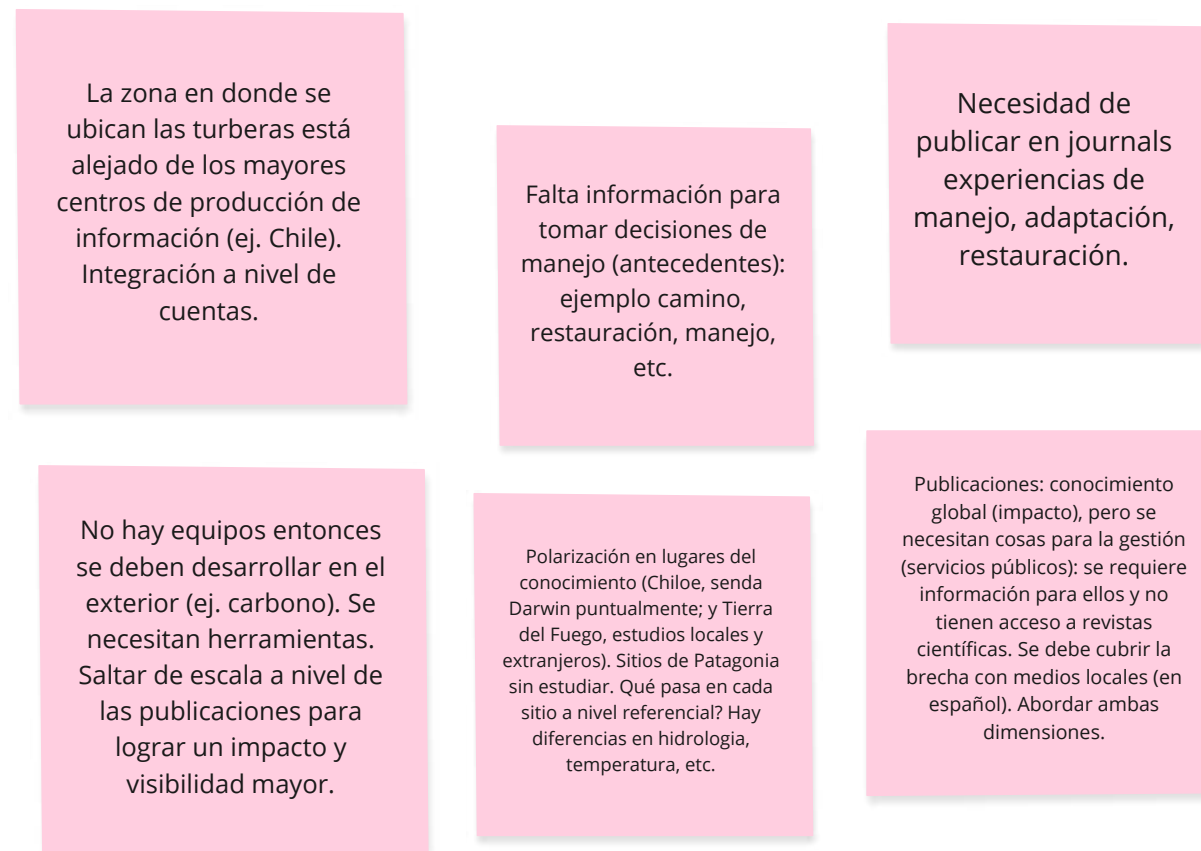 La zona en donde se
ubican las turberas está
alejado de los mayores
centros de producción de
información (ej. Chile).
Integración a nivel de
cuentas.
Falta información para
tomar decisiones de
manejo (antecedentes):
ejemplo camino,
restauración, manejo,
etc.
Necesidad de
publicar en journals
experiencias de
manejo, adaptación,
restauración.
No hay equipos entonces
se deben desarrollar en el
exterior (ej. carbono). Se
necesitan herramientas.
Saltar de escala a nivel de
las publicaciones para
lograr un impacto y
visibilidad mayor.
Polarización en lugares del
conocimiento (Chiloe, senda
Darwin puntualmente; y Tierra
del Fuego, estudios locales y
extranjeros). Sitios de Patagonia
sin estudiar. Qué pasa en cada
sitio a nivel referencial? Hay
diferencias en hidrologia,
temperatura, etc.
Publicaciones: conocimiento
global (impacto), pero se
necesitan cosas para la gestión
(servicios públicos): se requiere
información para ellos y no
tienen acceso a revistas
científicas. Se debe cubrir la
brecha con medios locales (en
español). Abordar ambas
dimensiones.